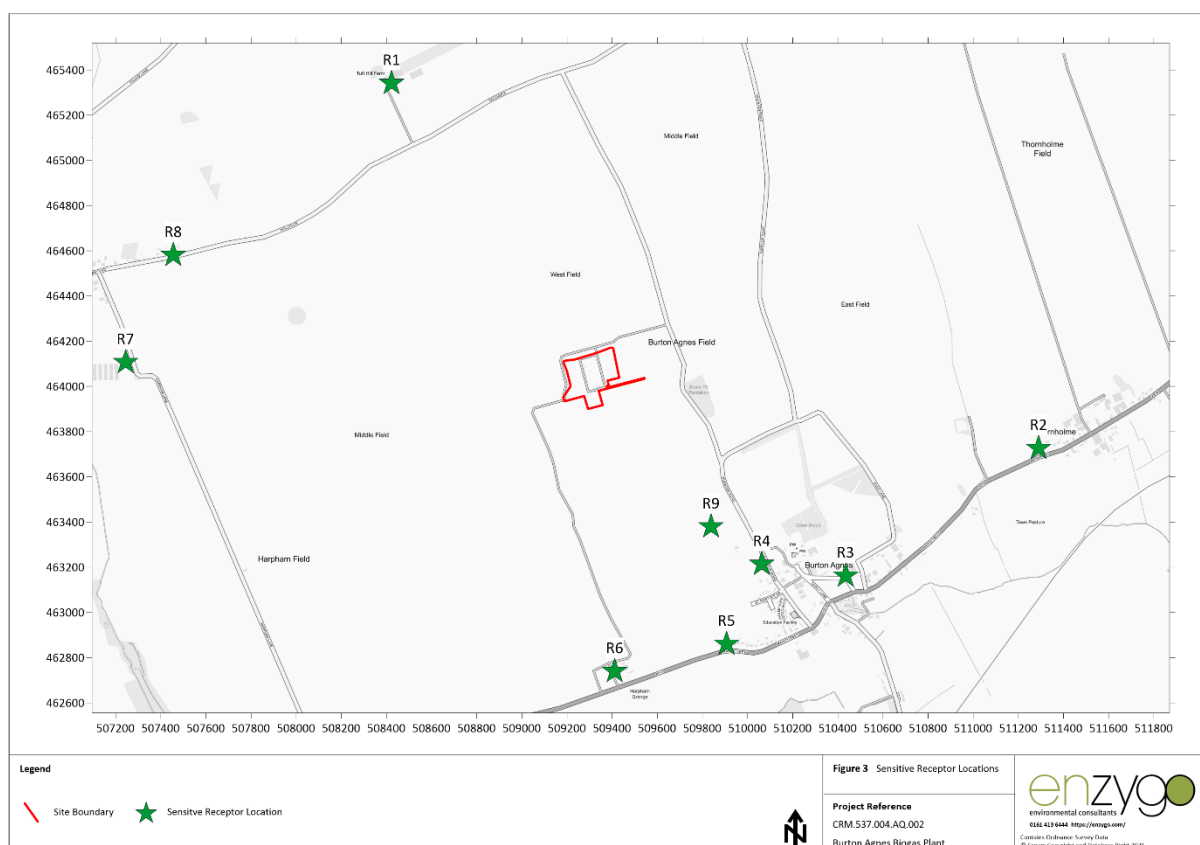 R1
Tuft Hill Farm
465400
465200
465000
464800
464600
464400
464200
464000
463800
463600
463400
463200
463000
462800
462600
Middle Field
Thornholme
Field
R8
West Field
East Field
R7
Burton Agnes Field
Middle Field
R2
rnholme
Town Pasture
R9
R4
R3
Burton Agnes
Harpham Field
Education Facility
R5
R6
Harpham
Grange
507200 507400 507600 507800 508000 508200 508400 508600 508800 509000 509200 509400 509600 509800 510000 510200 510400 510600 510800 511000 511200 511400 511600 511800
Legend
Site Boundary
Sensitve Receptor Location
N
Figure 3 Sensitive Receptor Locations
Project Reference
CRM.537.004.AQ.002
Burton Agnes Biogas Plant
enzygo
environmental consultants
0161 413 6444 https://enzygo.com/
Contains Ordnance Survey Data